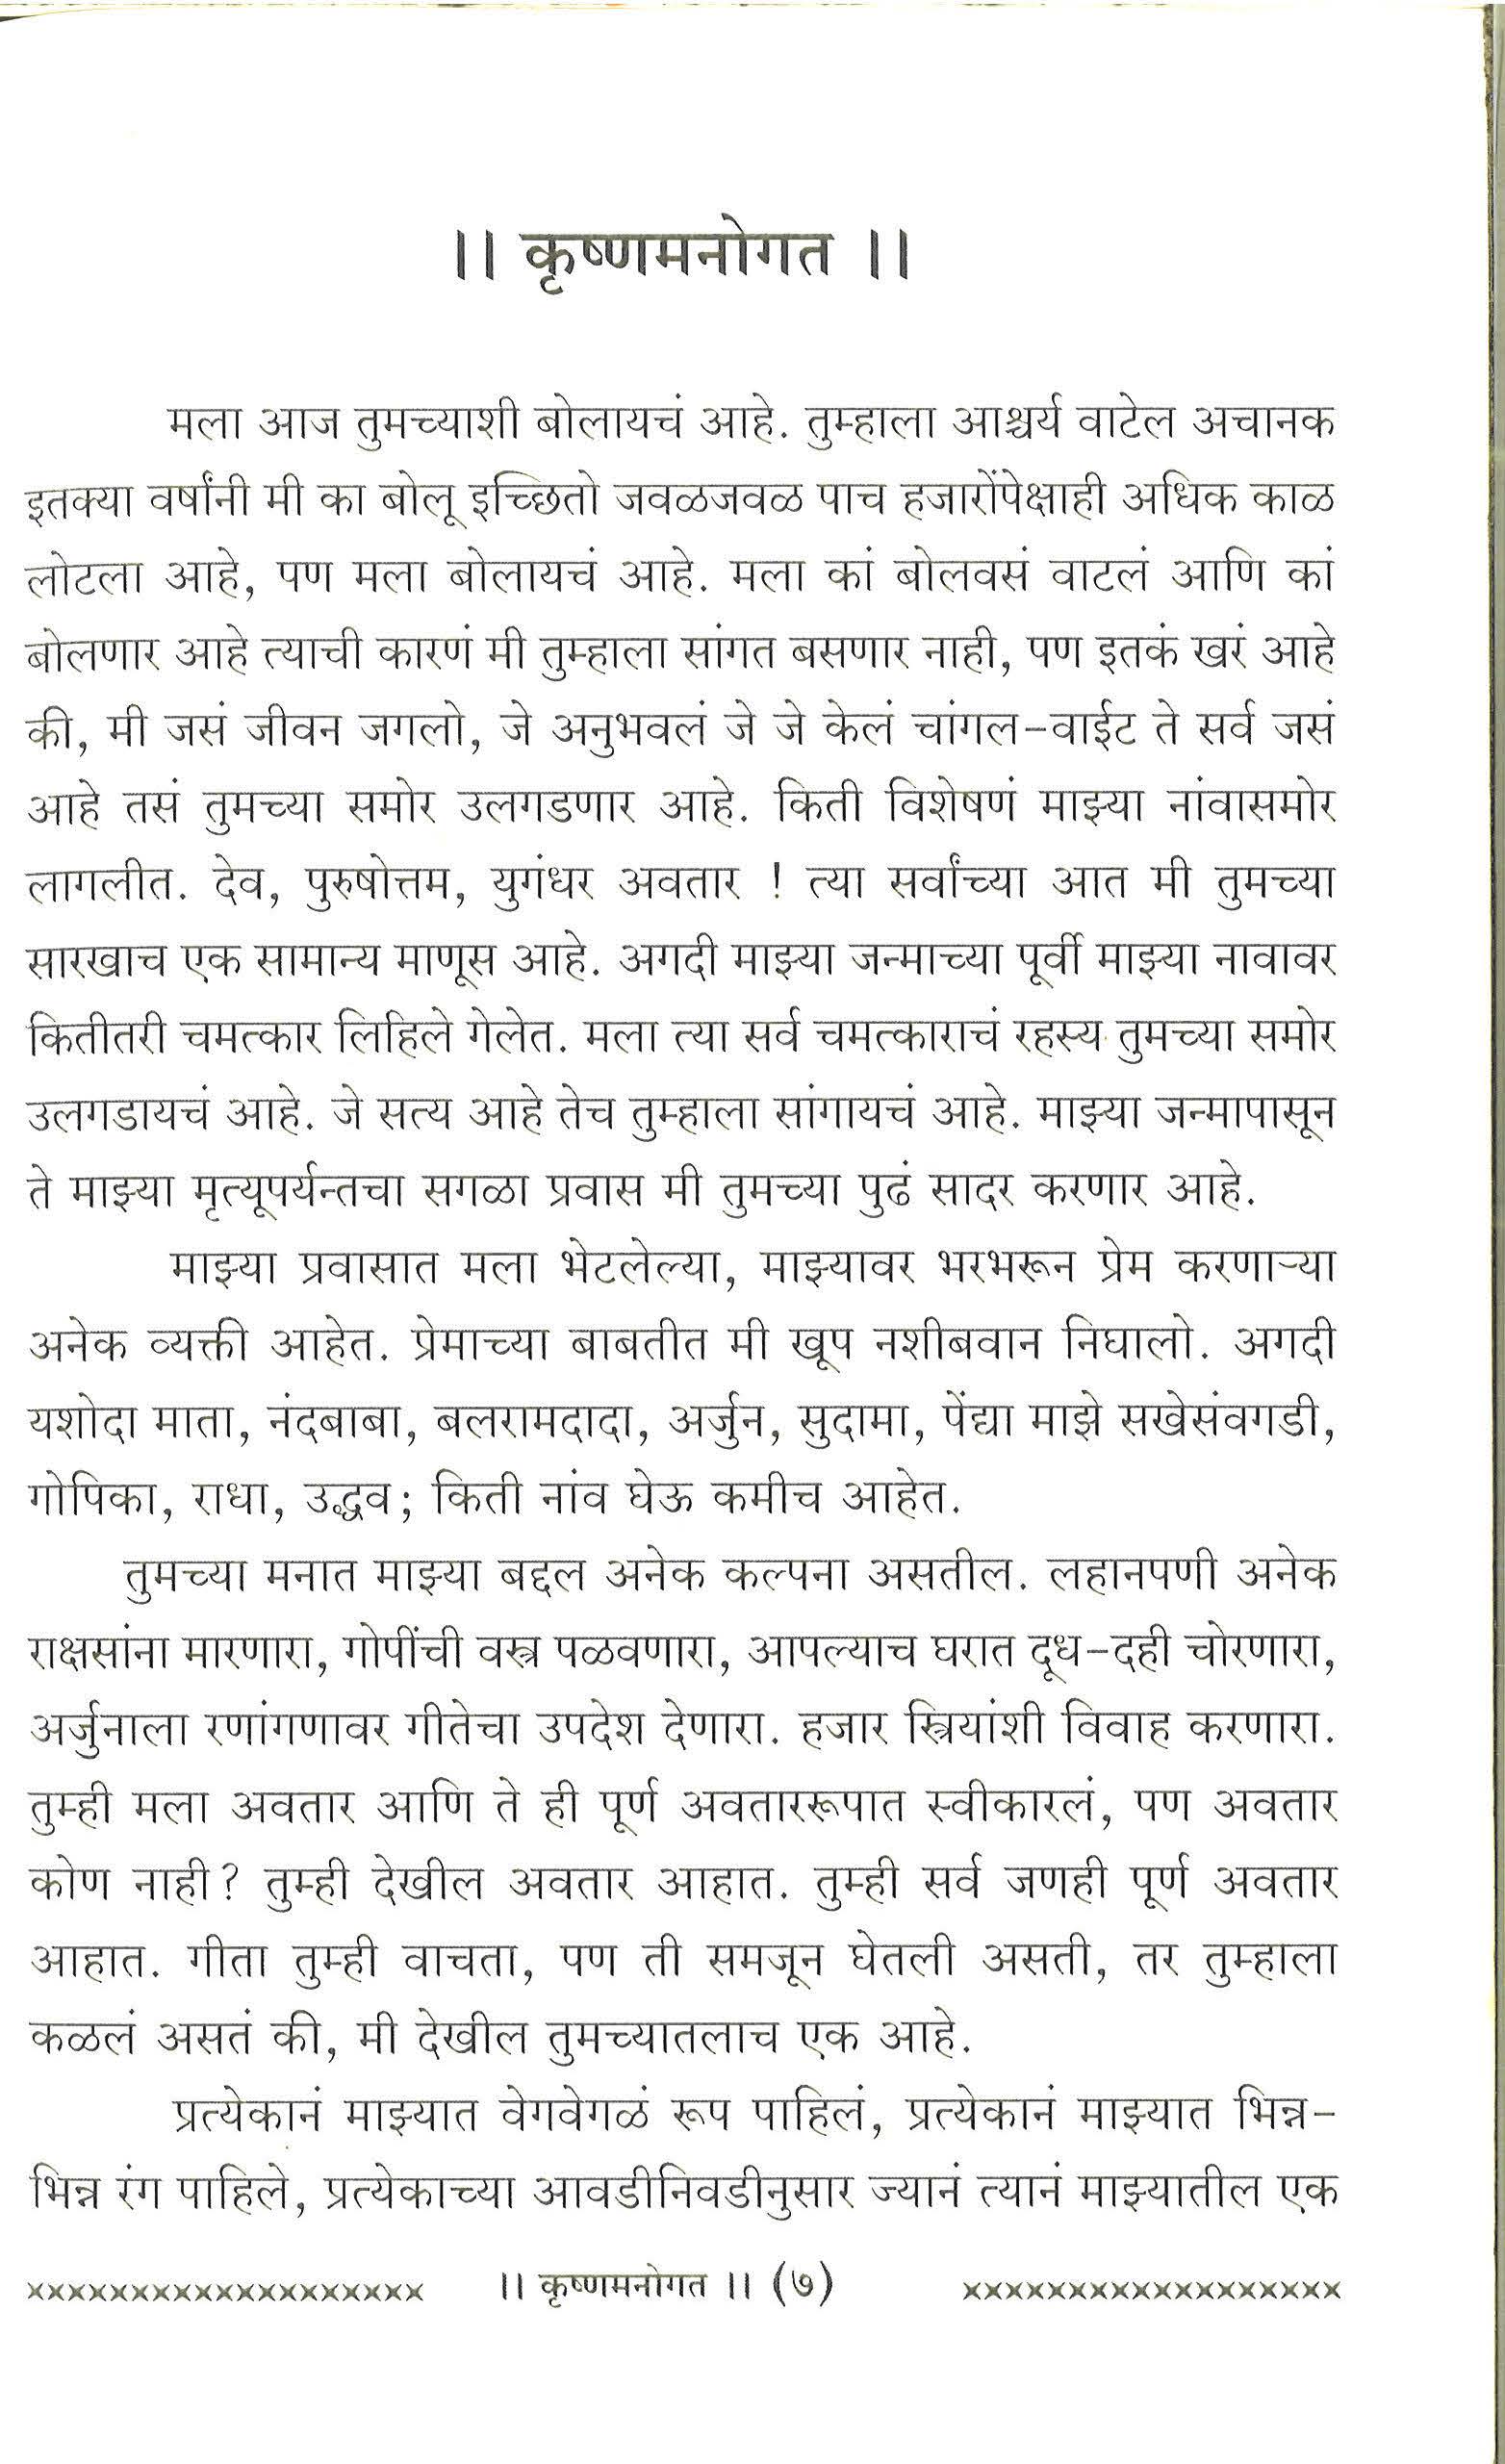 ।। कृष्णमनोगत ।।
मला आज तुमच्याशी बोलायचं आहे. तुम्हाला आश्चर्य वाटेल अचानक
इतक्या वर्षांनी मी का बोलू इच्छितो जवळजवळ पाच हजारोंपेक्षाही अधिक काळ
लोटला आहे, पण मला बोलायचं आहे. मला कां बोलवसं वाटलं आणि कां
बोलणार आहे त्याची कारणं मी तुम्हाला सांगत बसणार नाही, पण इतकं खरं आहे
की, मी जसं जीवन जगलो, जे अनुभवलं जे जे केलं चांगल-वाईट ते सर्व जसं
आहे तसं तुमच्या समोर उलगडणार आहे. किती विशेषणं माझ्या नांवासमोर
लागलीत. देव, पुरुषोत्तम, युगंधर अवतार ! त्या सर्वांच्या आत मी तुमच्या
सारखाच एक सामान्य माणूस आहे. अगदी माझ्या जन्माच्या पूर्वी माझ्या नावावर
कितीतरी चमत्कार लिहिले गेलेत. मला त्या सर्व चमत्काराचं रहस्य तुमच्या समोर
उलगडायचं आहे. जे सत्य आहे तेच तुम्हाला सांगायचं आहे. माझ्या जन्मापासून
ते माझ्या मृत्यूपर्यन्तचा सगळा प्रवास मी तुमच्या पुढं सादर करणार आहे.
माझ्या प्रवासात मला भेटलेल्या, माझ्यावर भरभरून प्रेम करणाऱ्या
अनेक व्यक्ती आहेत. प्रेमाच्या बाबतीत मी खूप नशीबवान निघालो. अगदी
यशोदा माता, नंदबाबा, बलरामदादा, अर्जुन, सुदामा, पेंद्या माझे सखेसंवगडी,
गोपिका, राधा, उद्धव; किती नांव घेऊ कमीच आहेत.
तुमच्या मनात माझ्या बद्दल अनेक कल्पना असतील. लहानपणी अनेक
राक्षसांना मारणारा, गोपींची वस्त्र पळवणारा, आपल्याच घरात दूध-दही चोरणारा,
अर्जुनाला रणांगणावर गीतेचा उपदेश देणारा. हजार स्त्रियांशी विवाह करणारा.
तुम्ही मला अवतार आणि ते ही पूर्ण अवताररूपात स्वीकारलं, पण अवतार
कोण नाही? तुम्ही देखील अवतार आहात. तुम्ही सर्व जणही पूर्ण अवतार
आहात. गीता तुम्ही वाचता, पण ती समजून घेतली असती, तर तुम्हाला
कळलं असतं की, मी देखील तुमच्यातलाच एक आहे.
प्रत्येकानं माझ्यात वेगवेगळं रूप पाहिलं, प्रत्येकानं माझ्यात भिन्न-
भिन्न रंग पाहिले, प्रत्येकाच्या आवडीनिवडीनुसार ज्यानं त्यानं माझ्यातील एक
।। कृष्णमनोगत ।। (७)